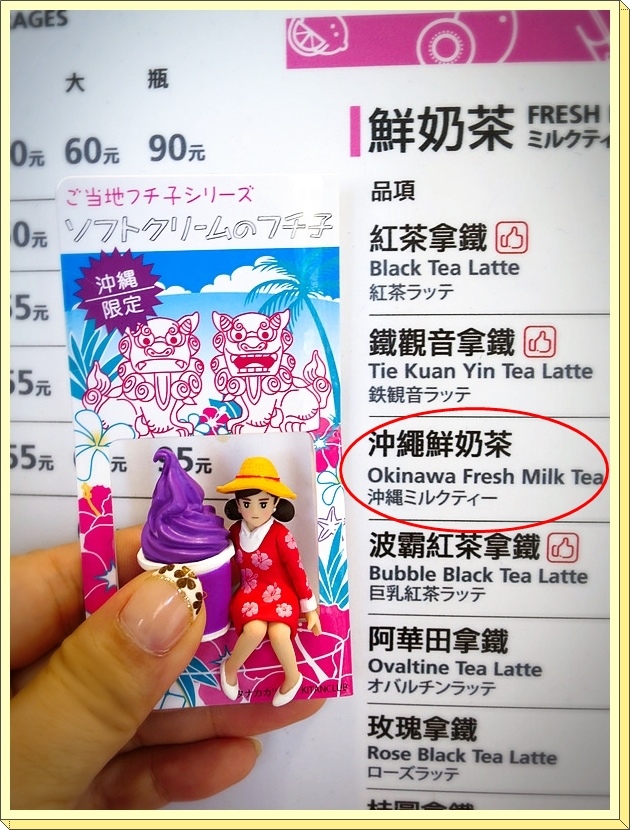 AGES
大 瓶
0元 60元 90元
0元
5元
5元
5元 95元
鮮奶茶 FRESH
ミルクティ
品項
紅茶拿鐵
Black Tea Latte
紅茶ラッテ
鐵觀音拿鐵
Tie Kuan Yin Tea Latte
鉄観音ラッテ
沖繩鮮奶茶
Okinawa Fresh Milk Tea
沖縄ミルクティー
波霸紅茶拿鐵
Bubble Black Tea Latte
巨乳紅茶ラッテ
阿華田拿鐵
Ovaltine Tea Latte
オバルチンラッテ
玫瑰拿鐵
Rose Black Tea Latte
ローズラッテ
ご当地フチ子シリーズ
ソフトクリームのフチ子
沖縄
限定
KITANCLUB